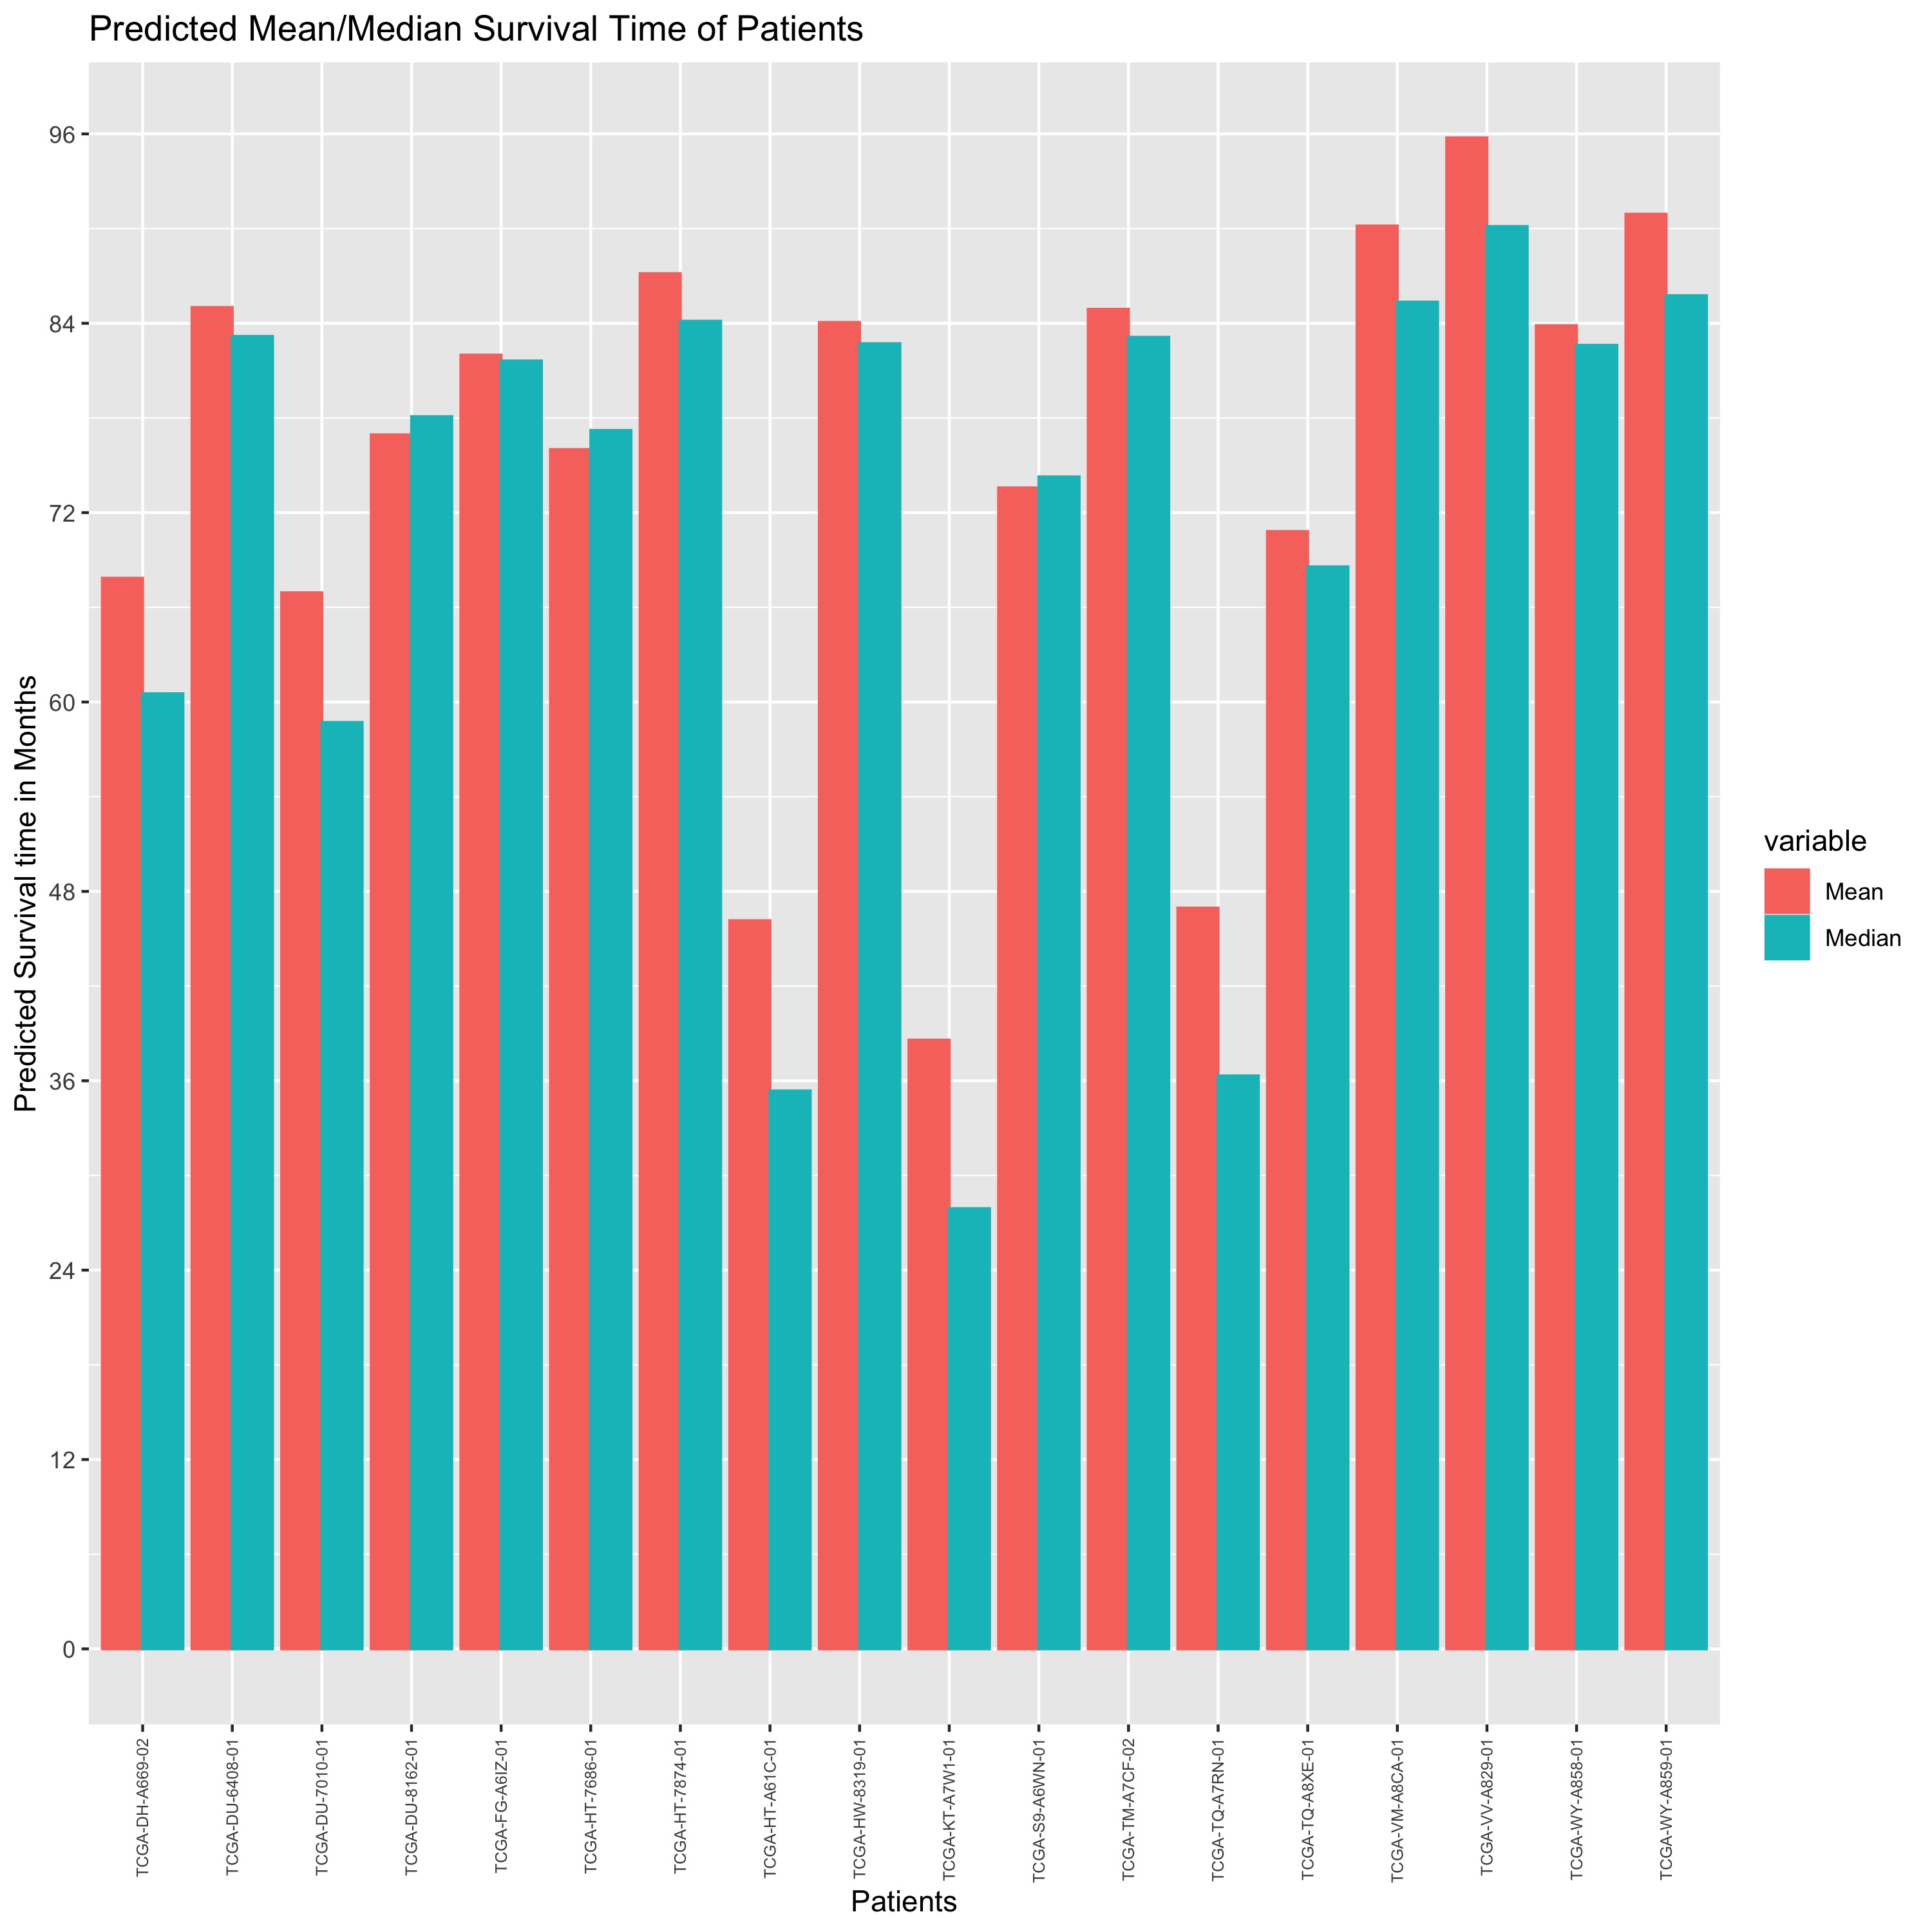 Predicted Mean/Median Survival Time of Patients
96
84
72
60
48
36
24
12
0
Predicted Survival time in Months
TCGA-DH-A669-02
TCGA-DU-6408-01
TCGA-DU-7010-01
TCGA-DU-8162-01
TCGA-FG-A6IZ-01
TCGA-HT-7686-01
TCGA-HT-7874-01
TCGA-HT-A61C-01
TCGA-HW-8319-01
TCGA-KT-A7W1-01
TCGA-S9-A6WN-01
TCGA-TM-A7CF-02
TCGA-TQ-A7RN-01
TCGA-TQ-A8XE-01
TCGA-VM-A8CA-01
TCGA-VV-A829-01
TCGA-WY-A858-01
TCGA-WY-A859-01
Patients
variable
Mean
Median